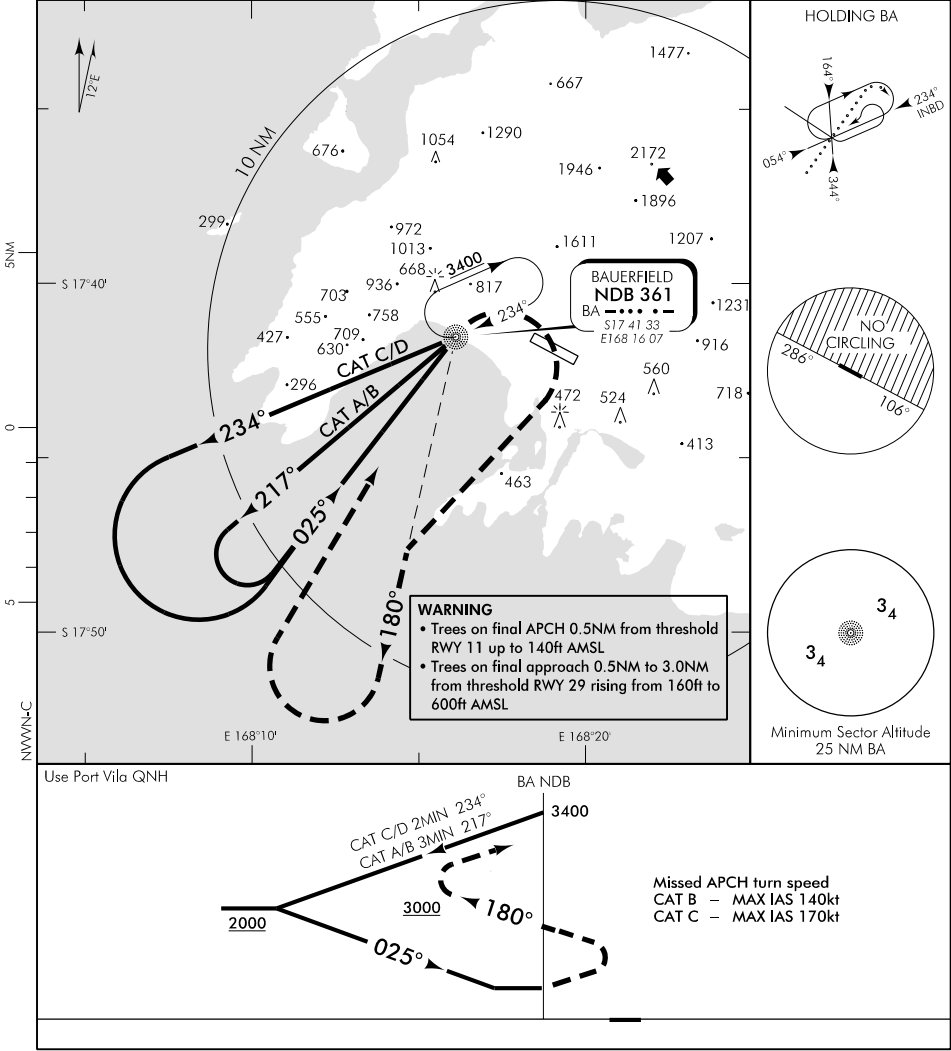 12°E
10 NM
1477
667
1054
1290
676
1946
2172
1896
299
972
1013
1611
1207
5NM
S 17°40'
668
3400
936
817
703
555
758
427
709
630
296
234°
BAUERFIELD
NDB 361
BA
S17 41 33
E168 16 07
1231
916
560
472
524
718
413
463
CAT C/D
234°
CAT A/B
217°
025°
180°
0
5
S 17°50'
WARNING
• Trees on final APCH 0.5NM from threshold
RWY 11 up to 140ft AMSL
• Trees on final approach 0.5NM to 3.0NM
from threshold RWY 29 rising from 160ft to
600ft AMSL
E 168°10'
E 168°20'
NWWN-C
HOLDING BA
164°
234°
INBD
054°
344°
NO
CIRCLING
286°
106°
34
34
Minimum Sector Altitude
25 NM BA
Use Port Vila QNH
BA NDB
3400
CAT C/D 2MIN 234°
CAT A/B 3MIN 217°
2000
3000
180°
025°
Missed APCH turn speed
CAT B – MAX IAS 140kt
CAT C – MAX IAS 170kt